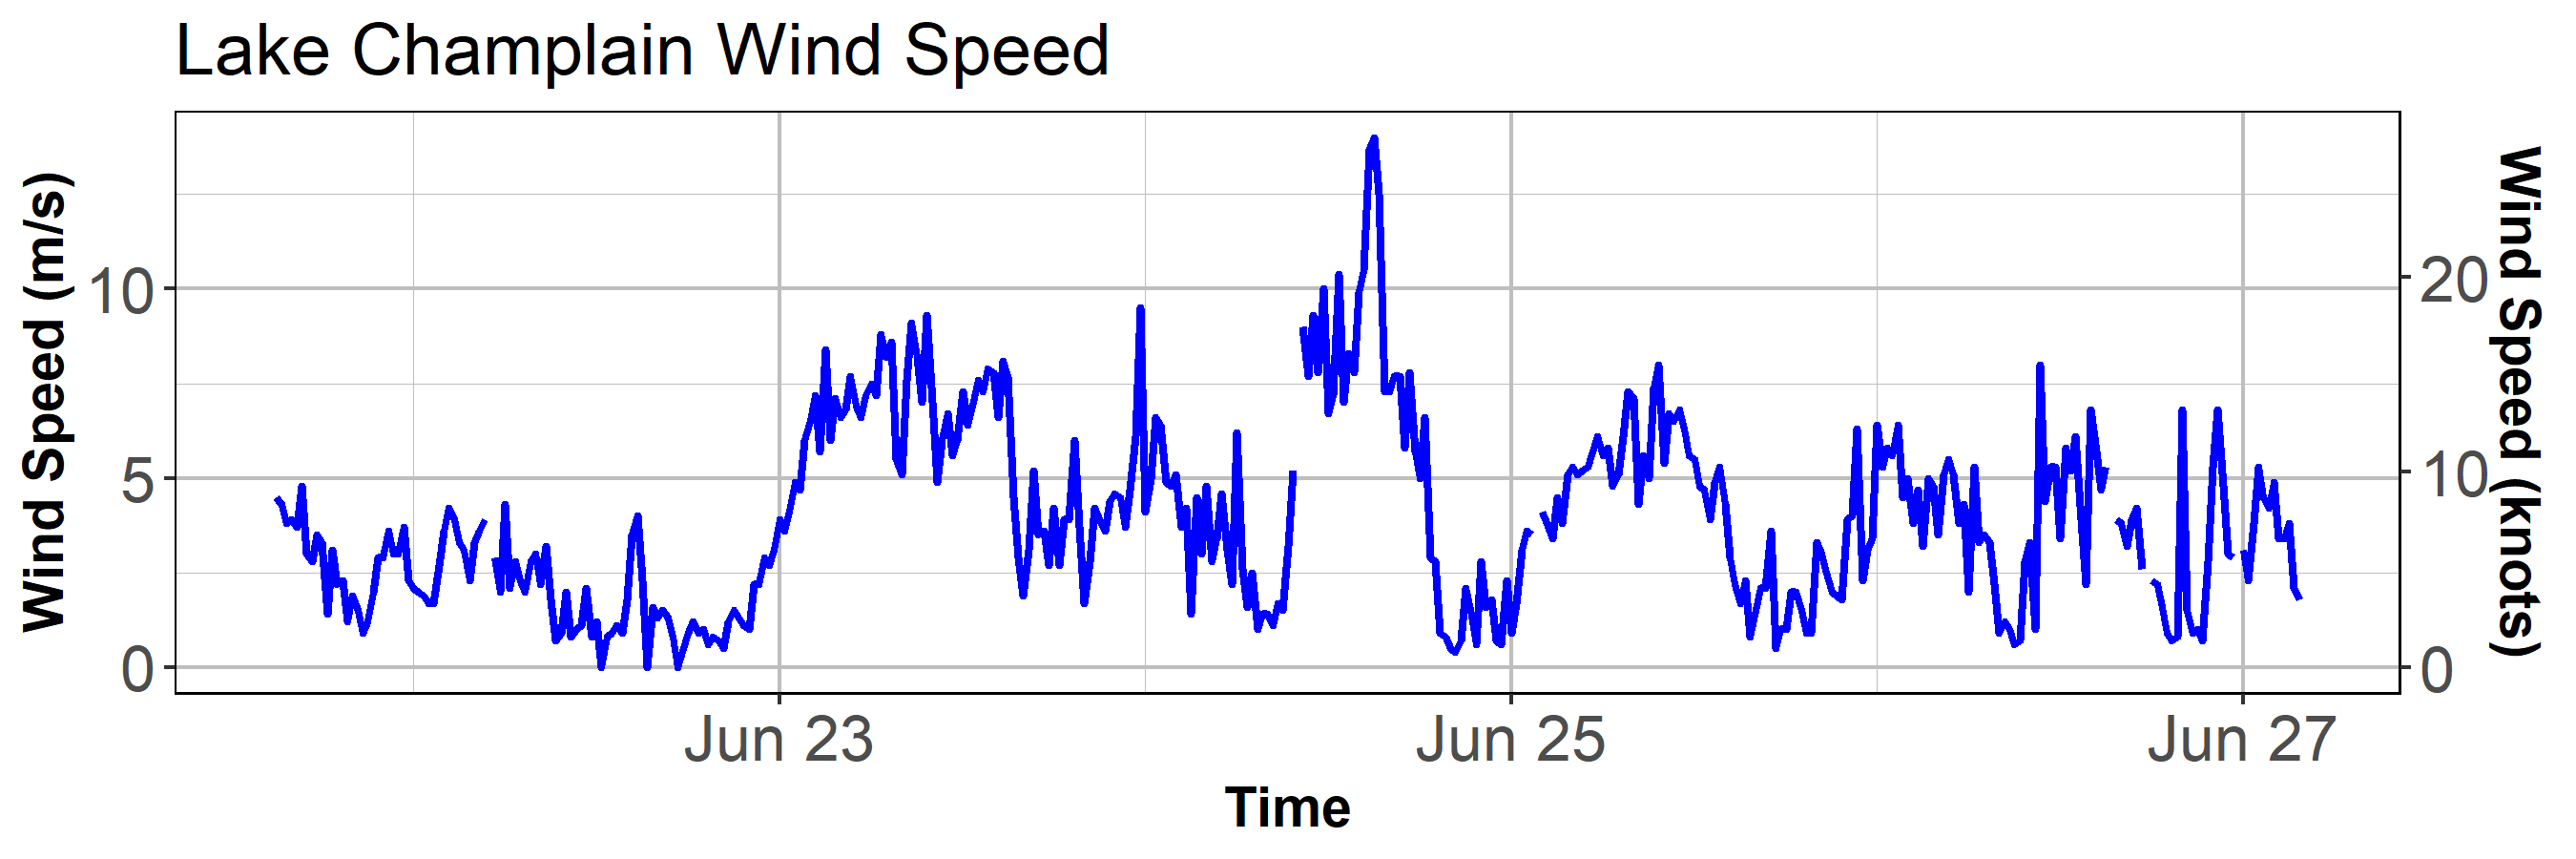 Lake Champlain Wind Speed
Wind Speed (m/s)
10
5
0
20
10
0
Wind Speed (knots)
Jun 23
Jun 25
Jun 27
Time